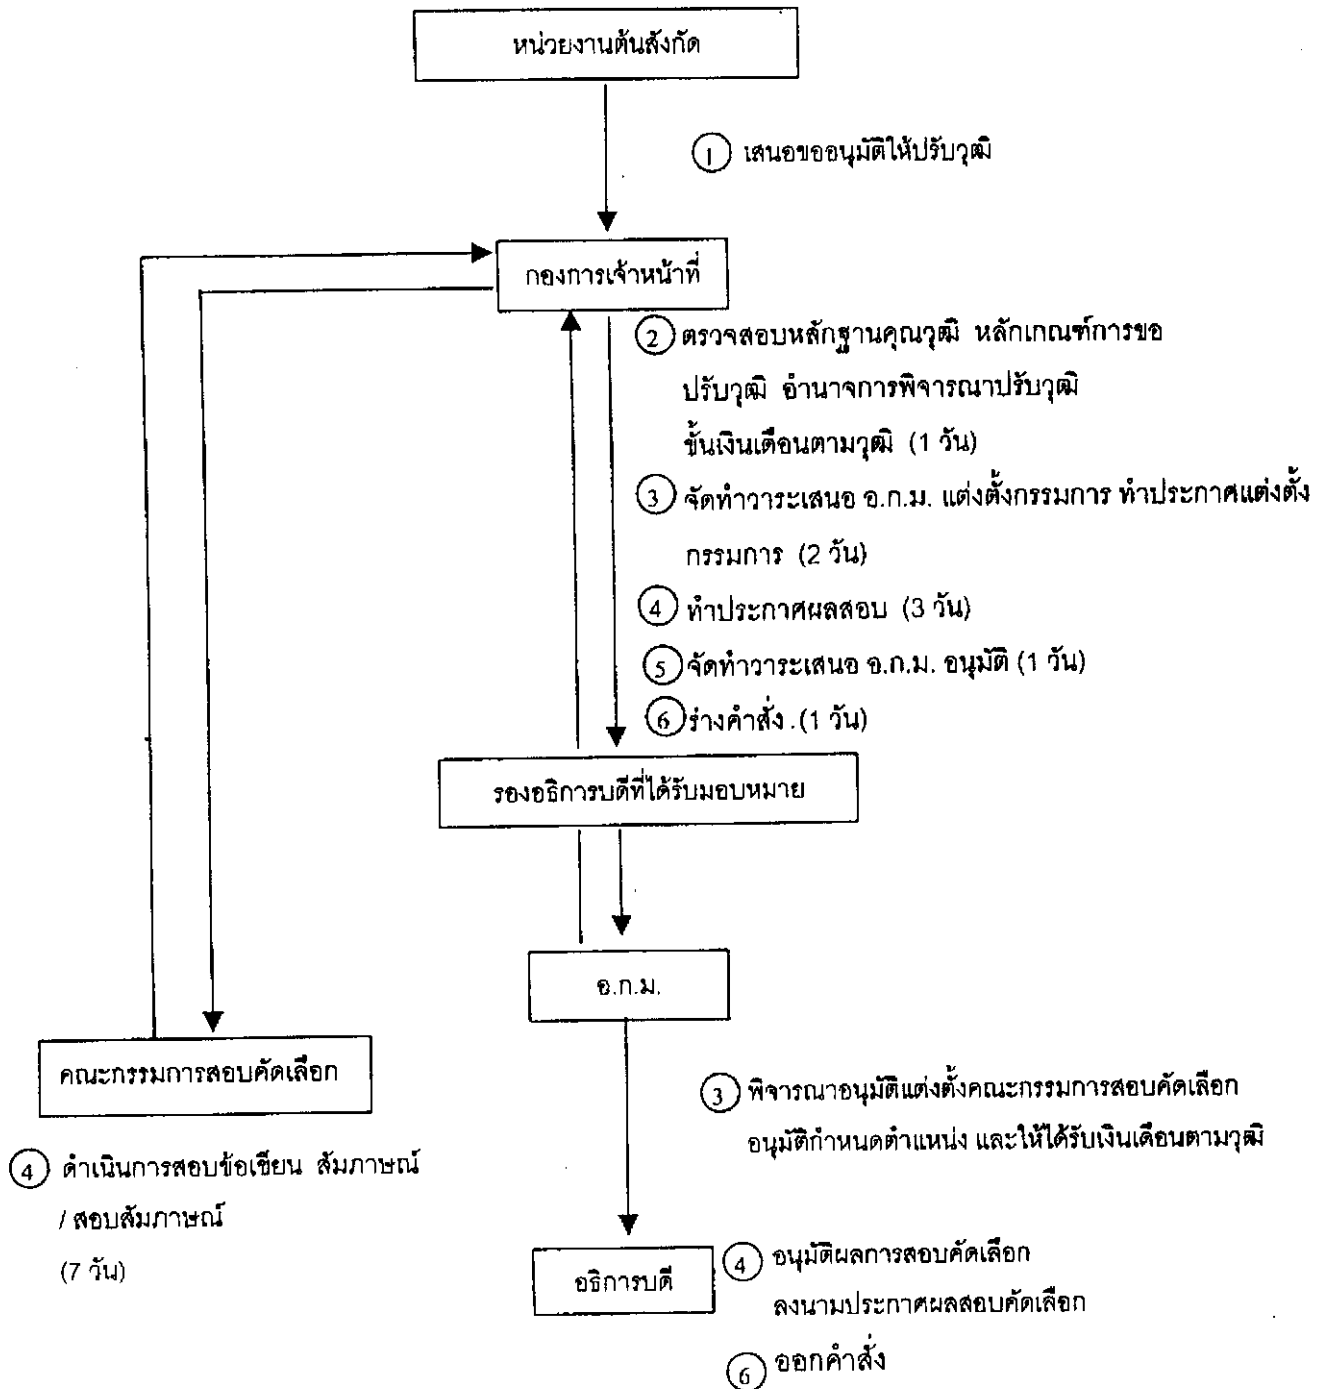 หน่วยงานต้นสังกัด
① เสนอขออนุมัติให้ปรับวุฒิ
กองการเจ้าหน้าที่
② ตรวจสอบหลักฐานคุณวุฒิ หลักเกณฑ์การขอ
ปรับวุฒิ อำนาจการพิจารณาปรับวุฒิ
ขั้นเงินเดือนตามวุฒิ (1 วัน)
③ จัดทำวาระเสนอ อ.ก.ม. แต่งตั้งกรรมการ ทำประกาศแต่งตั้ง
กรรมการ (2 วัน)
④ ทำประกาศผลสอบ (3 วัน)
⑤ จัดทำวาระเสนอ อ.ก.ม. อนุมัติ (1 วัน)
⑥ ร่างคำสั่ง (1 วัน)
รองอธิการบดีที่ได้รับมอบหมาย
อ.ก.ม.
คณะกรรมการสอบคัดเลือก
③ พิจารณาอนุมัติแต่งตั้งคณะกรรมการสอบคัดเลือก
อนุมัติกำหนดตำแหน่ง และให้ได้รับเงินเดือนตามวุฒิ
④ ดำเนินการสอบข้อเขียน สัมภาษณ์
/ สอบสัมภาษณ์
(7 วัน)
อธิการบดี
④ อนุมัติผลการสอบคัดเลือก
ลงนามประกาศผลสอบคัดเลือก
⑥ ออกคำสั่ง